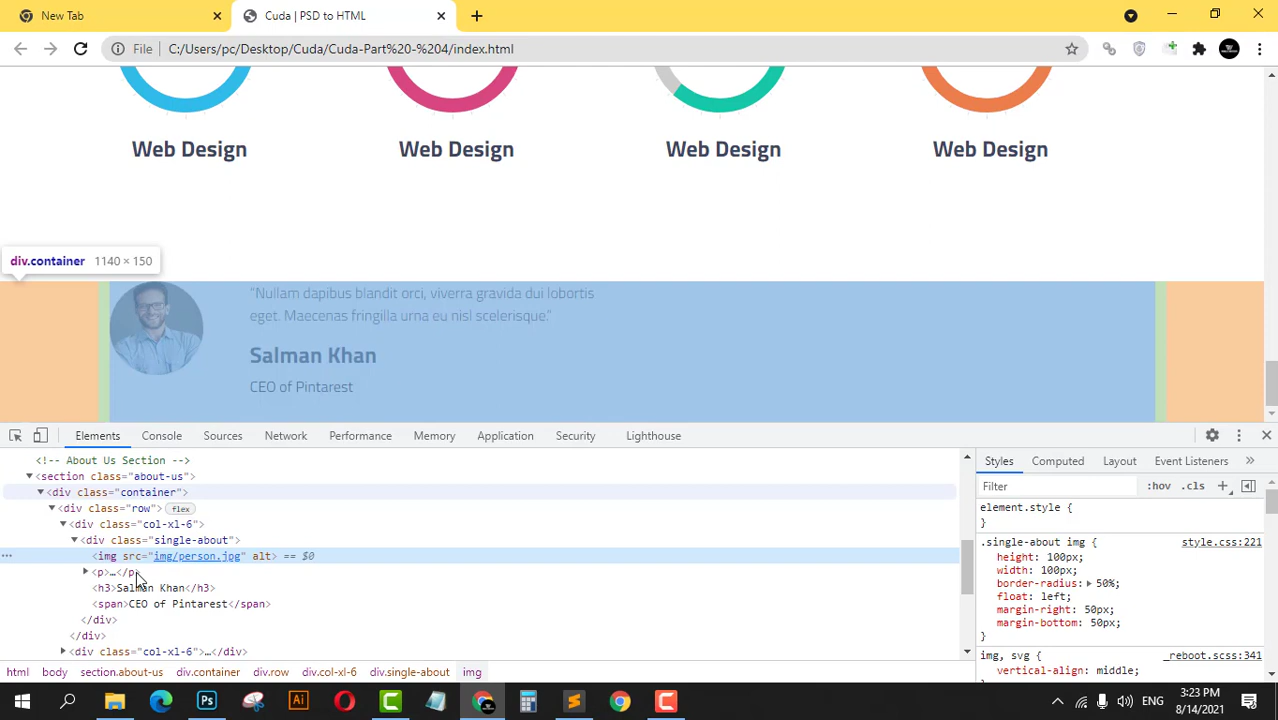 New Tab
Cuda | PSD to HTML
File
C:/Users/pc/Desktop/Cuda/Cuda-Part%20-%204/index.html
Web Design
Web Design
Web Design
Web Design
div.container 1140 × 150
"Nullam dapibus blandit orci, viverra gravida dui lobortis
eget. Maecenas fringilla urna eu nisl scelerisque."
Salman Khan
CEO of Pintarest
Elements Console Sources Network Performance Memory Application Security Lighthouse
<!-- About Us Section -->
<section class="about-us">
<div class="container">
<div class="row"> flex
<div class="col-xl-6">
<div class="single-about">
<img src="img/person.jpg" alt> == $0
<p>…</p>
<h3>Salman Khan</h3>
<span>CEO of Pintarest</span>
</div>
</div>
<div class="col-xl-6">…</div>
html body section.about-us div.container div.row div.col-xl-6 div.single-about img
Styles Computed Layout Event Listeners
Filter :hov .cls
element.style {
}
.single-about img { style.css:221
height: 100px;
width: 100px;
border-radius: 50%;
float: left;
margin-right: 50px;
margin-bottom: 50px;
}
img, svg { _reboot.scss:341
vertical-align: middle;
Ps
Ai
ENG
3:23 PM
8/14/2021